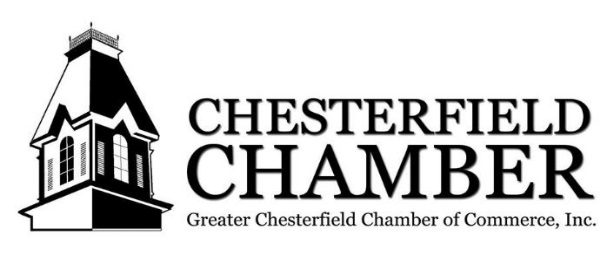 CHESTERFIELD
CHAMBER
Greater Chesterfield Chamber of Commerce, Inc.